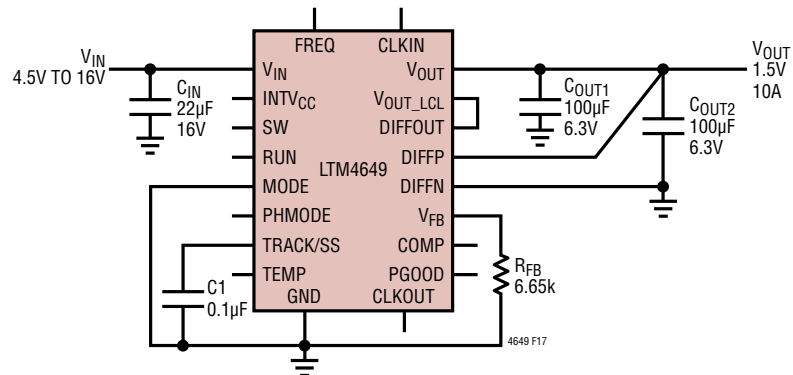 FREQ CLKIN
V_IN
4.5V TO 16V
C_IN
22µF
16V
V_IN
INTV_CC
SW
RUN
MODE
PHMODE
TRACK/SS
TEMP
GND
LTM4649
V_OUT
V_OUT_LCL
DIFFOUT
DIFFP
DIFFN
V_FB
COMP
PGOOD
CLKOUT
C_OUT1
100µF
6.3V
C_OUT2
100µF
6.3V
V_OUT
1.5V
10A
C1
0.1µF
R_FB
6.65k
4649 F17